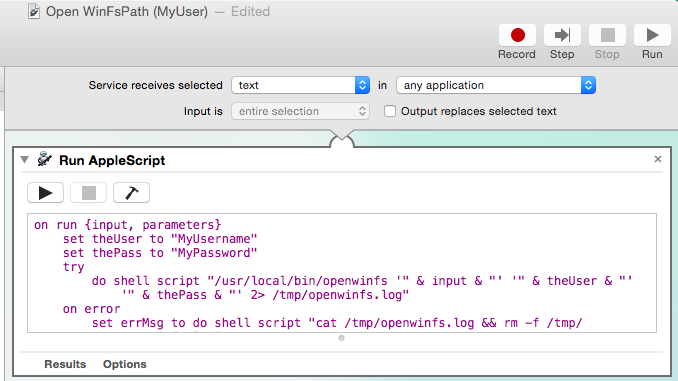 Open WinFsPath (MyUser) — Edited
Record Step Stop Run
Service receives selected text in any application
Input is entire selection Output replaces selected text
Run AppleScript
on run {input, parameters}
set theUser to "MyUsername"
set thePass to "MyPassword"
try
do shell script "/usr/local/bin/openwinfs '" & input & "' '" & theUser & "'
'" & thePass & "' 2> /tmp/openwinfs.log"
on error
set errMsg to do shell script "cat /tmp/openwinfs.log && rm -f /tmp/
Results Options